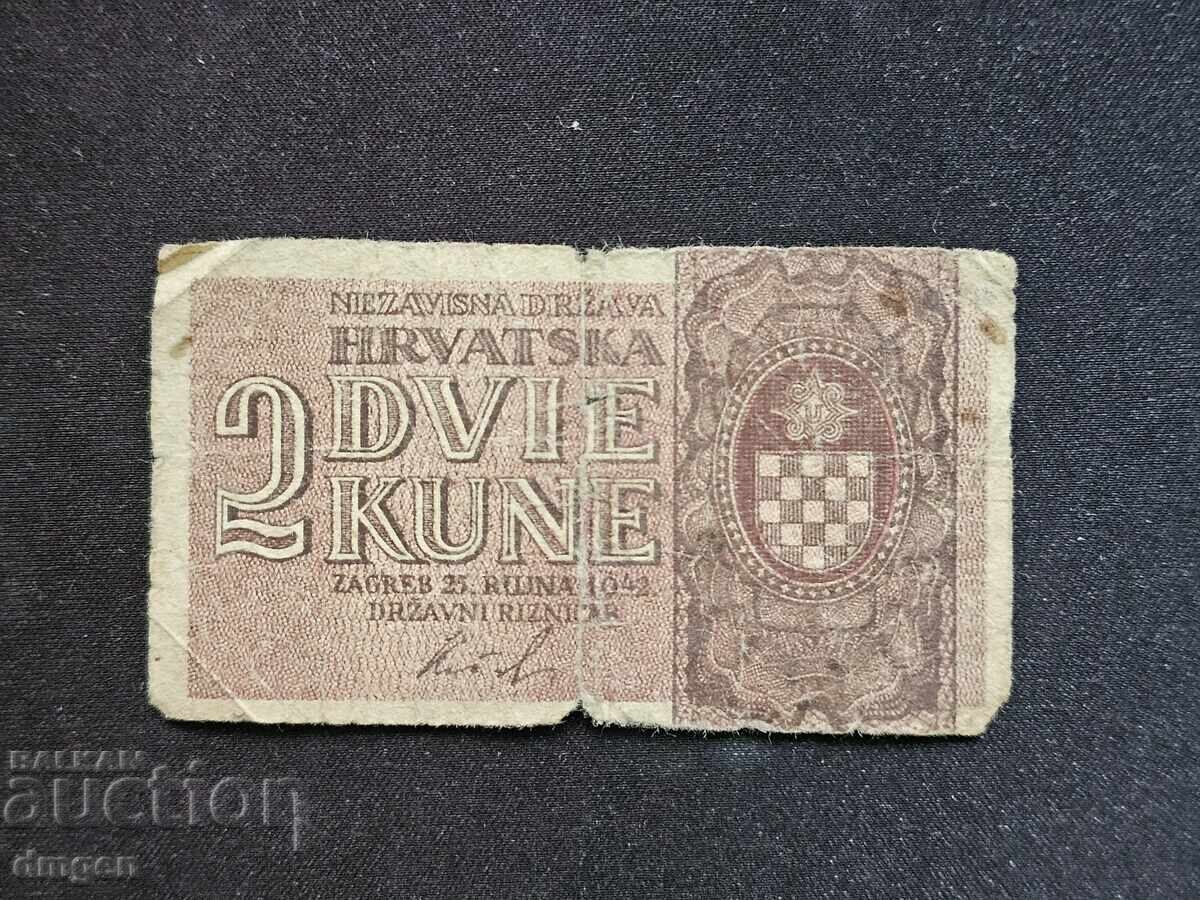 NEZAVISNA DRŽAVA
HRVATSKA
2 DVIE
KUNE
ZAGREB 25. RUJNA 1942
DRŽAVNI RIZNIČAR
U
BALKAN
auction
dmgen